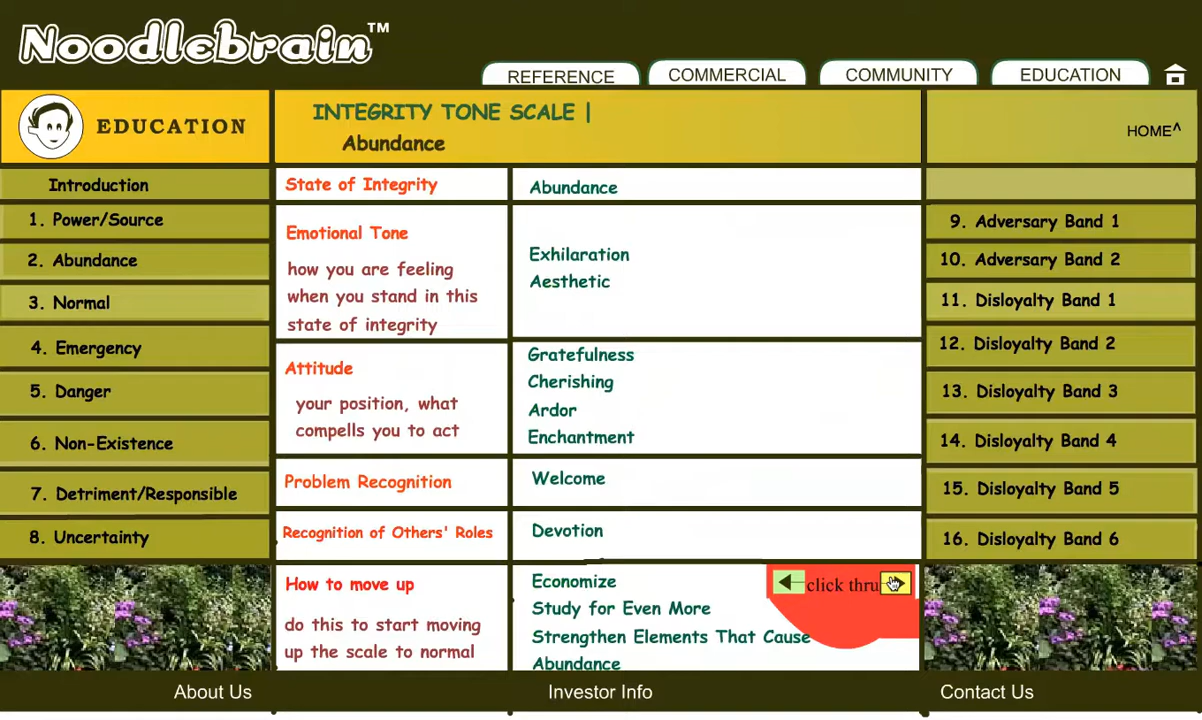 Noodlebrain™
REFERENCE
COMMERCIAL
COMMUNITY
EDUCATION
EDUCATION
INTEGRITY TONE SCALE |
Abundance
HOME^
Introduction
1. Power/Source
2. Abundance
3. Normal
4. Emergency
5. Danger
6. Non-Existence
7. Detriment/Responsible
8. Uncertainty
State of Integrity
Abundance
Emotional Tone
how you are feeling
when you stand in this
state of integrity
Exhilaration
Aesthetic
Attitude
your position, what
compells you to act
Gratefulness
Cherishing
Ardor
Enchantment
Problem Recognition
Welcome
Recognition of Others' Roles
Devotion
How to move up
do this to start moving
up the scale to normal
Economize
Study for Even More
Strengthen Elements That Cause
Abundance
click thru
9. Adversary Band 1
10. Adversary Band 2
11. Disloyalty Band 1
12. Disloyalty Band 2
13. Disloyalty Band 3
14. Disloyalty Band 4
15. Disloyalty Band 5
16. Disloyalty Band 6
About Us
Investor Info
Contact Us